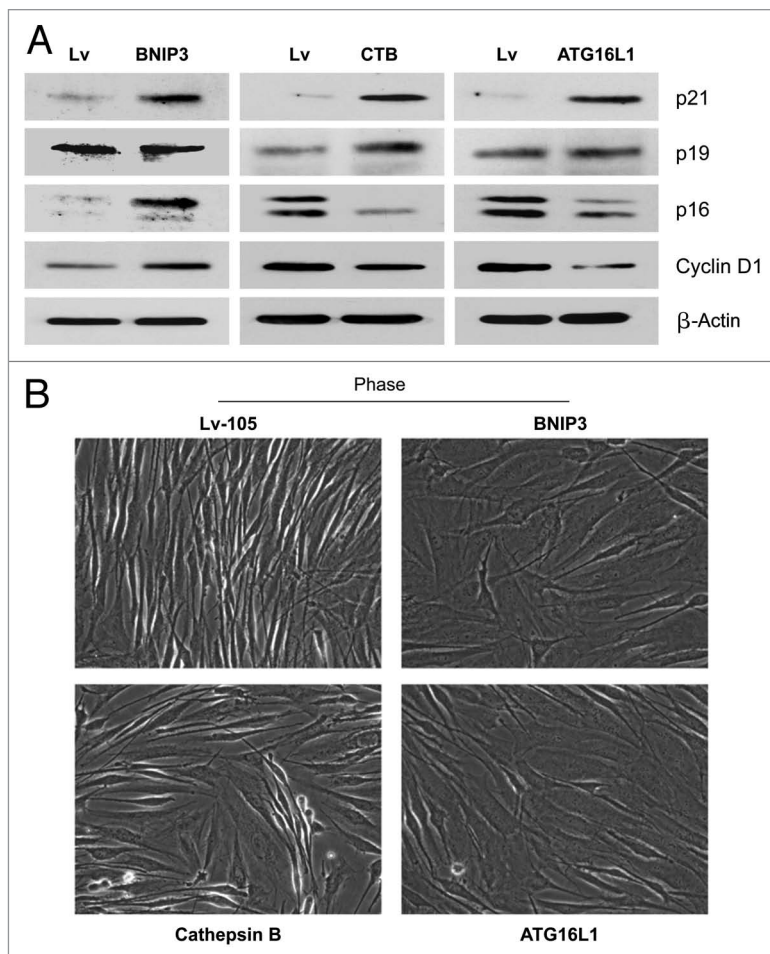 A
Lv BNIP3 Lv CTB Lv ATG16L1
p21
p19
p16
Cyclin D1
β-Actin
B
Phase
Lv-105 BNIP3
Cathepsin B ATG16L1